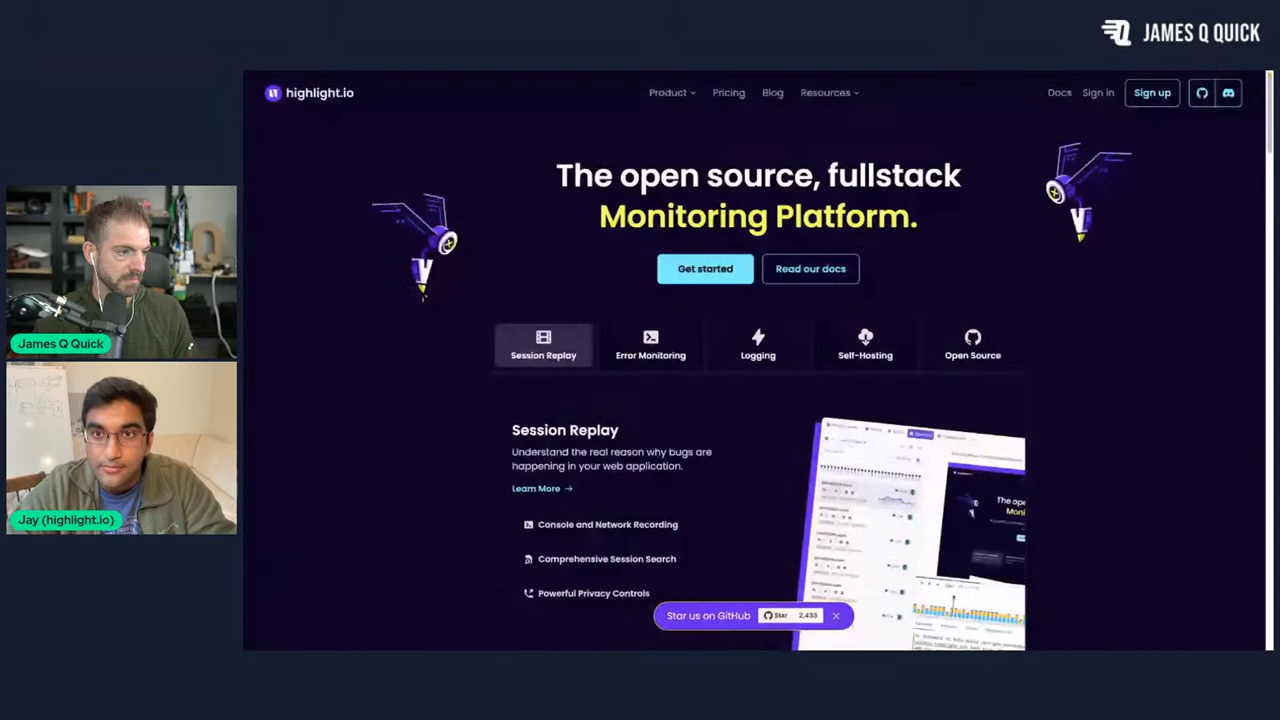 JAMES Q QUICK
highlight.io
Product
Pricing
Blog
Resources
Docs
Sign in
Sign up
The open source, fullstack
Monitoring Platform.
Get started
Read our docs
Session Replay
Error Monitoring
Logging
Self-Hosting
Open Source
Session Replay
Understand the real reason why bugs are
happening in your web application.
Learn More →
Console and Network Recording
Comprehensive Session Search
Powerful Privacy Controls
Star us on GitHub
Star
2,433
James Q Quick
Jay (highlight.io)